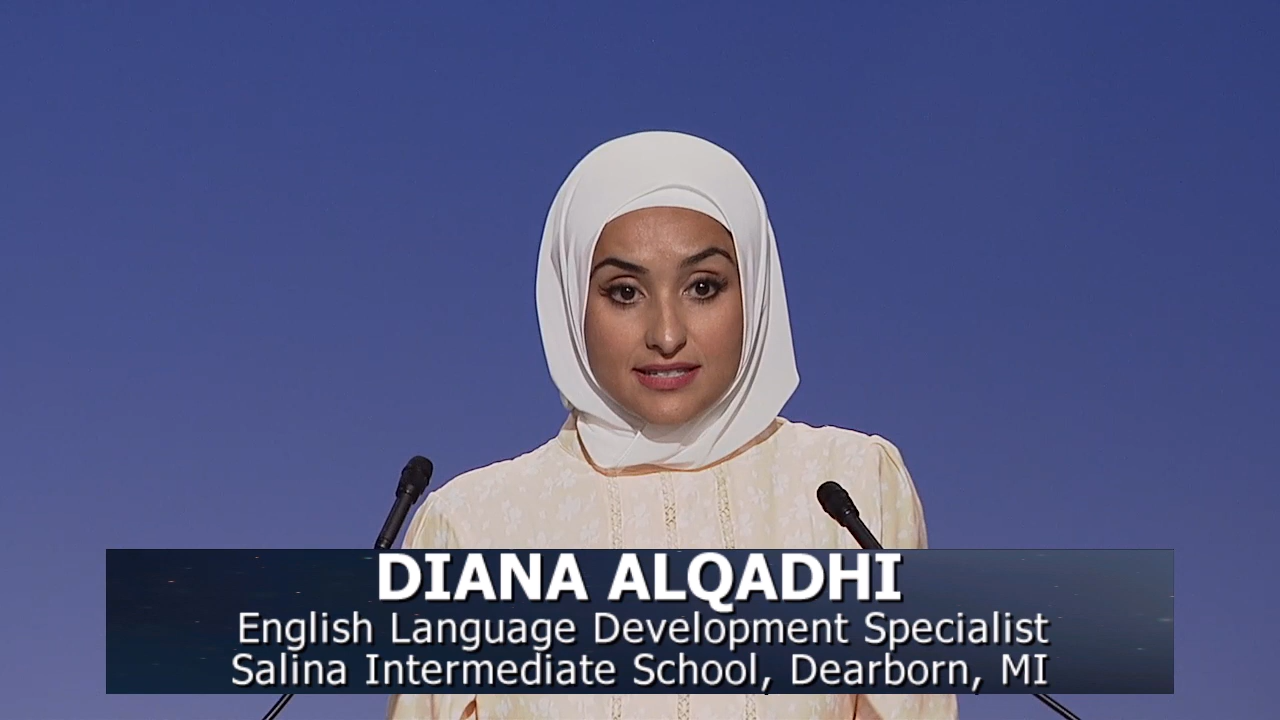 DIANA ALQADHI
English Language Development Specialist
Salina Intermediate School, Dearborn, MI